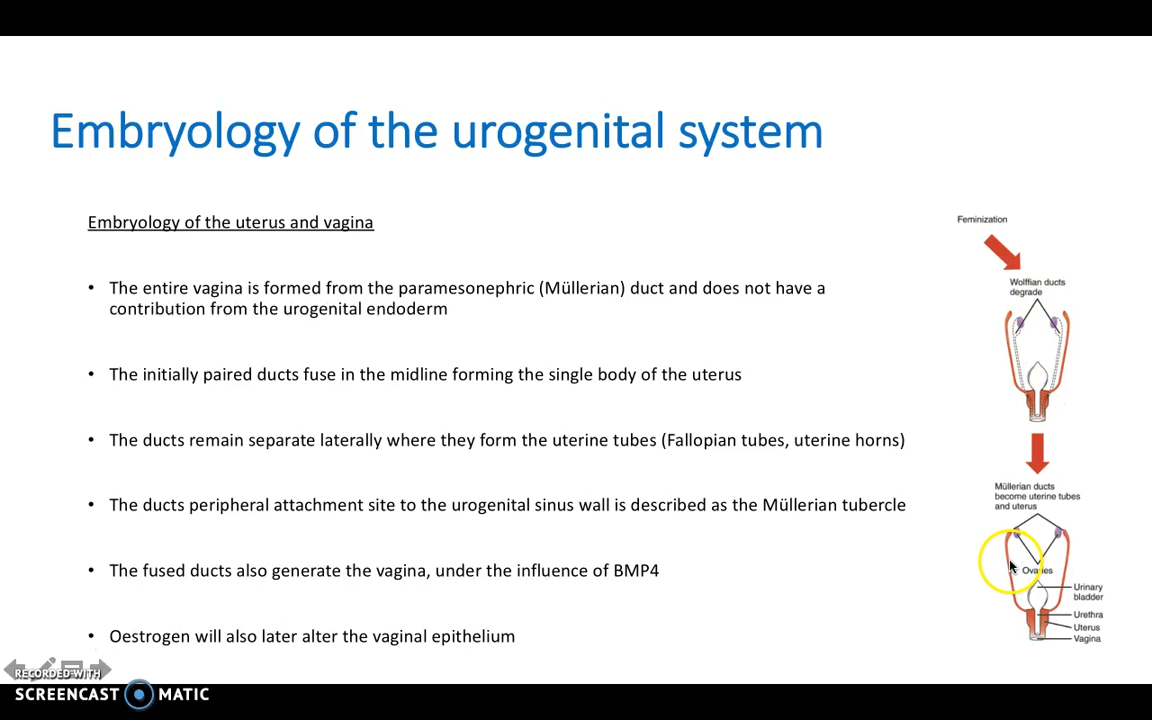 Embryology of the urogenital system
Embryology of the uterus and vagina
• The entire vagina is formed from the paramesonephric (Müllerian) duct and does not have a
contribution from the urogenital endoderm
• The initially paired ducts fuse in the midline forming the single body of the uterus
• The ducts remain separate laterally where they form the uterine tubes (Fallopian tubes, uterine horns)
• The ducts peripheral attachment site to the urogenital sinus wall is described as the Müllerian tubercle
• The fused ducts also generate the vagina, under the influence of BMP4
• Oestrogen will also later alter the vaginal epithelium
Feminization
Wolffian ducts
degrade
Müllerian ducts
become uterine tubes
and uterus
Ovaries
Urinary
bladder
Urethra
Uterus
Vagina
RECORDED WITH
SCREENCAST MATIC